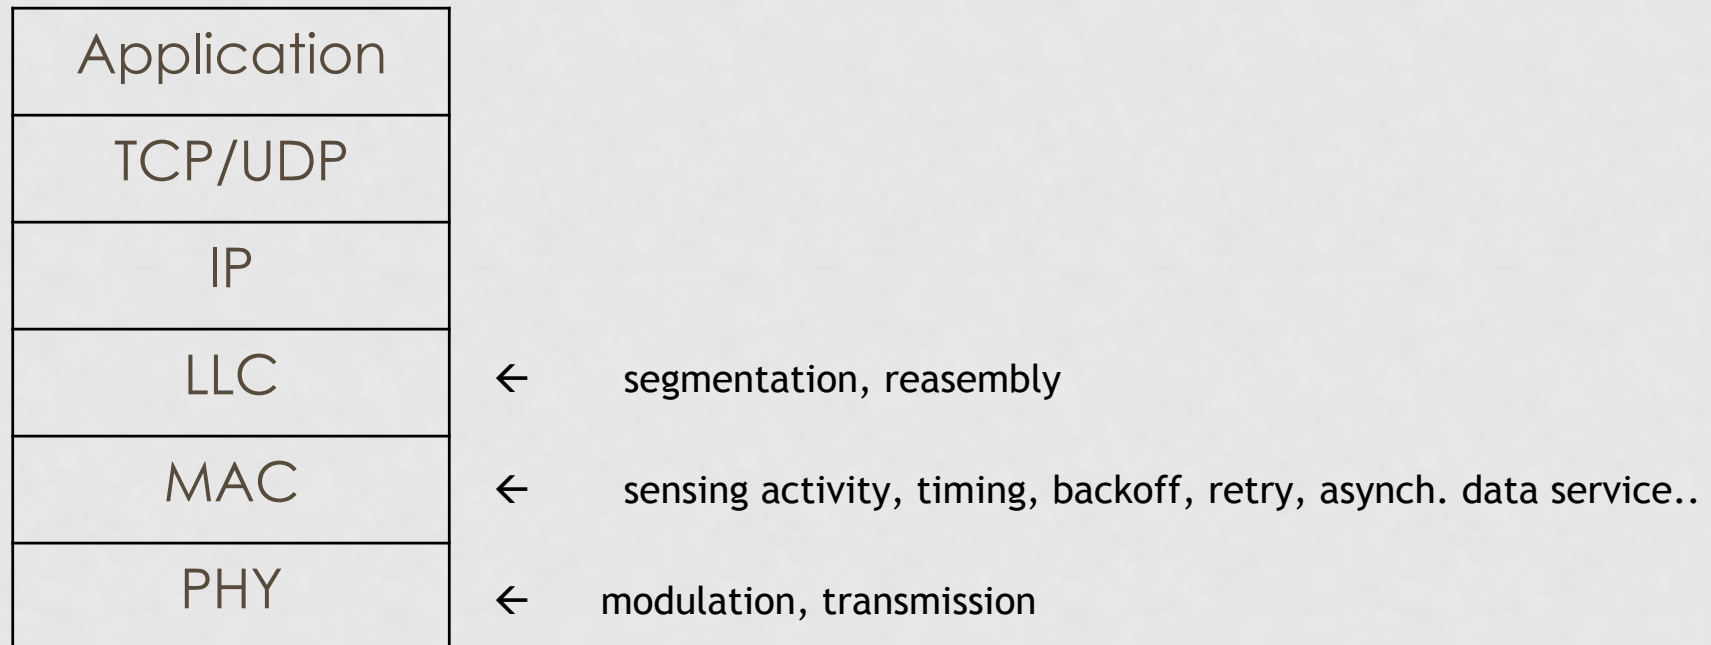 Application
TCP/UDP
IP
LLC ← segmentation, reasembly
MAC ← sensing activity, timing, backoff, retry, asynch. data service..
PHY ← modulation, transmission